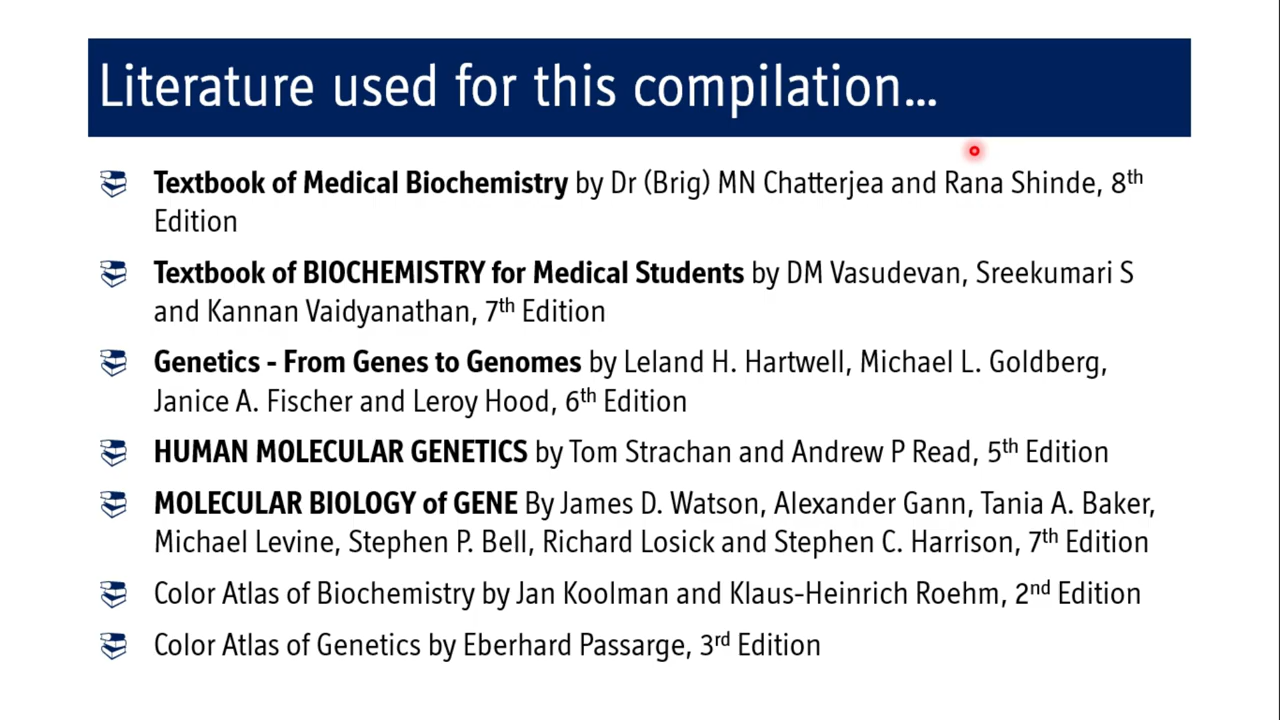 Literature used for this compilation...
Textbook of Medical Biochemistry by Dr (Brig) MN Chatterjea and Rana Shinde, 8th
Edition
Textbook of BIOCHEMISTRY for Medical Students by DM Vasudevan, Sreekumari S
and Kannan Vaidyanathan, 7th Edition
Genetics - From Genes to Genomes by Leland H. Hartwell, Michael L. Goldberg,
Janice A. Fischer and Leroy Hood, 6th Edition
HUMAN MOLECULAR GENETICS by Tom Strachan and Andrew P Read, 5th Edition
MOLECULAR BIOLOGY of GENE By James D. Watson, Alexander Gann, Tania A. Baker,
Michael Levine, Stephen P. Bell, Richard Losick and Stephen C. Harrison, 7th Edition
Color Atlas of Biochemistry by Jan Koolman and Klaus-Heinrich Roehm, 2nd Edition
Color Atlas of Genetics by Eberhard Passarge, 3rd Edition